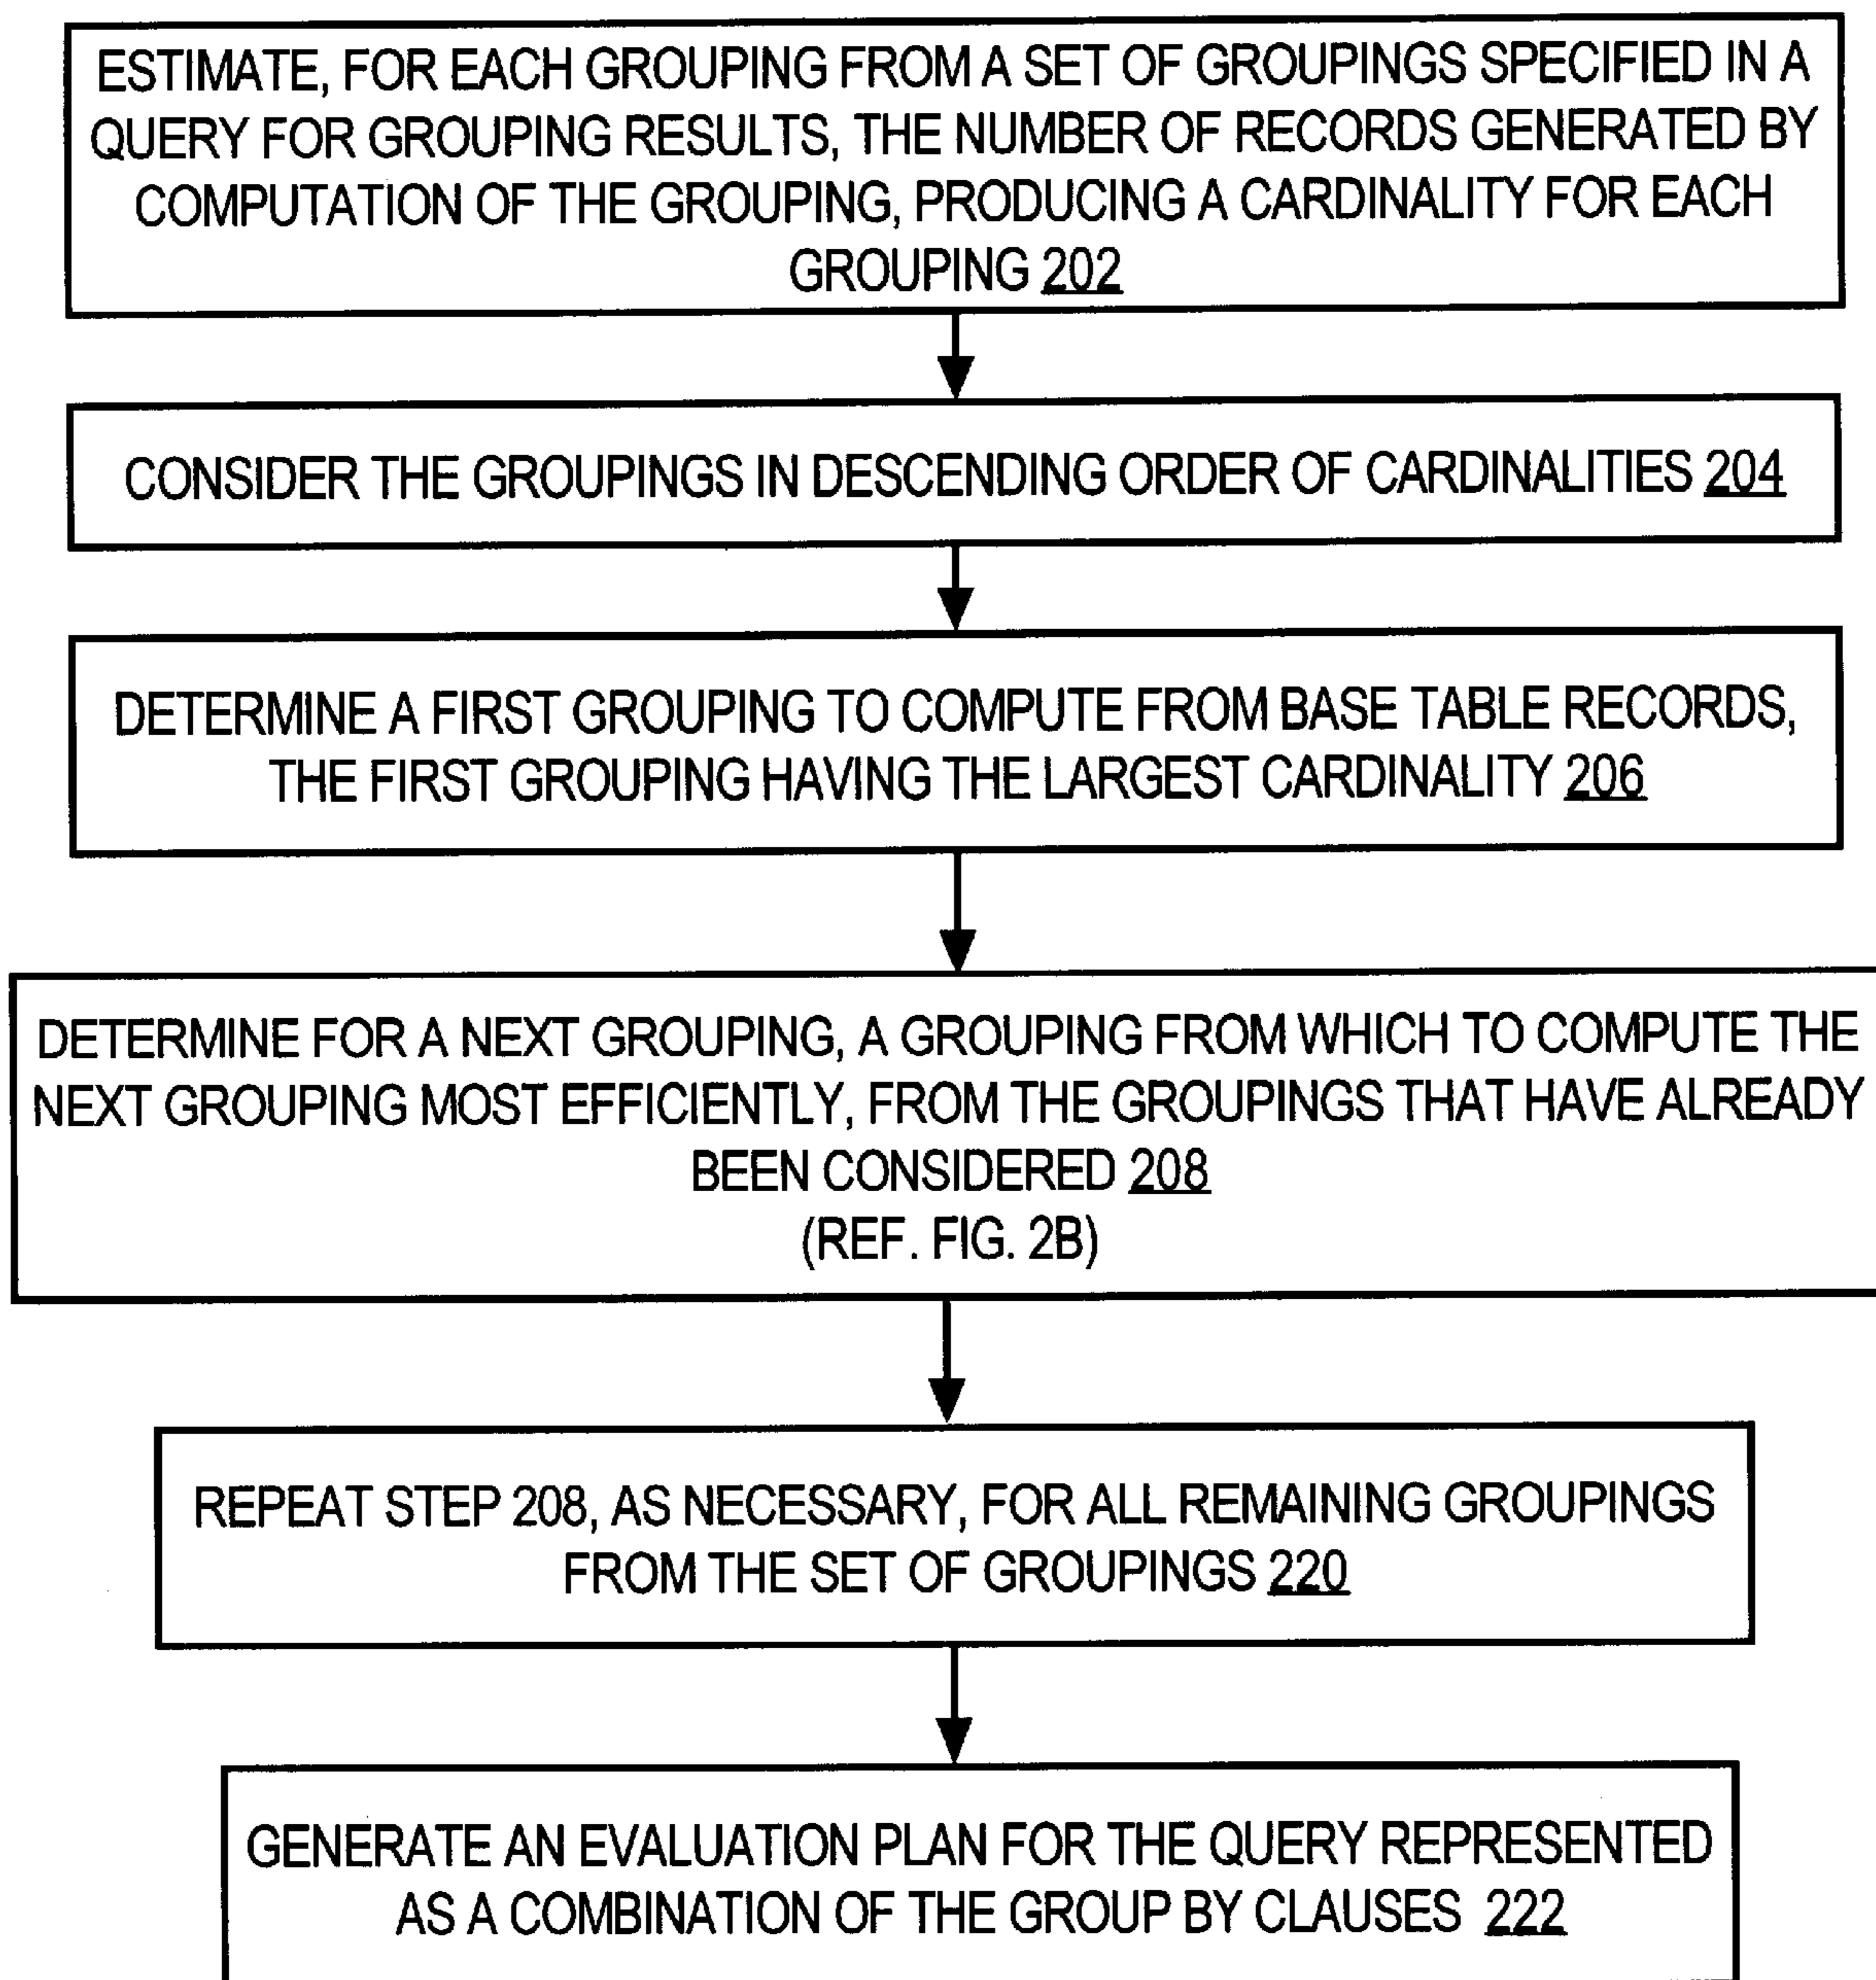 ESTIMATE, FOR EACH GROUPING FROM A SET OF GROUPINGS SPECIFIED IN A
QUERY FOR GROUPING RESULTS, THE NUMBER OF RECORDS GENERATED BY
COMPUTATION OF THE GROUPING, PRODUCING A CARDINALITY FOR EACH
GROUPING 202
CONSIDER THE GROUPINGS IN DESCENDING ORDER OF CARDINALITIES 204
DETERMINE A FIRST GROUPING TO COMPUTE FROM BASE TABLE RECORDS,
THE FIRST GROUPING HAVING THE LARGEST CARDINALITY 206
DETERMINE FOR A NEXT GROUPING, A GROUPING FROM WHICH TO COMPUTE THE
NEXT GROUPING MOST EFFICIENTLY, FROM THE GROUPINGS THAT HAVE ALREADY
BEEN CONSIDERED 208
(REF. FIG. 2B)
REPEAT STEP 208, AS NECESSARY, FOR ALL REMAINING GROUPINGS
FROM THE SET OF GROUPINGS 220
GENERATE AN EVALUATION PLAN FOR THE QUERY REPRESENTED
AS A COMBINATION OF THE GROUP BY CLAUSES 222